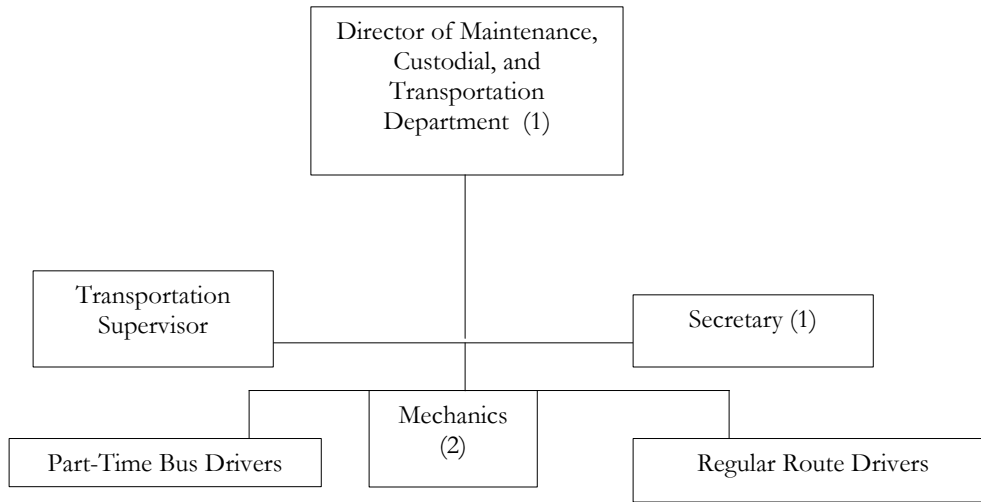 Director of Maintenance,
Custodial, and
Transportation
Department (1)
Transportation
Supervisor
Secretary (1)
Mechanics
(2)
Part-Time Bus Drivers
Regular Route Drivers